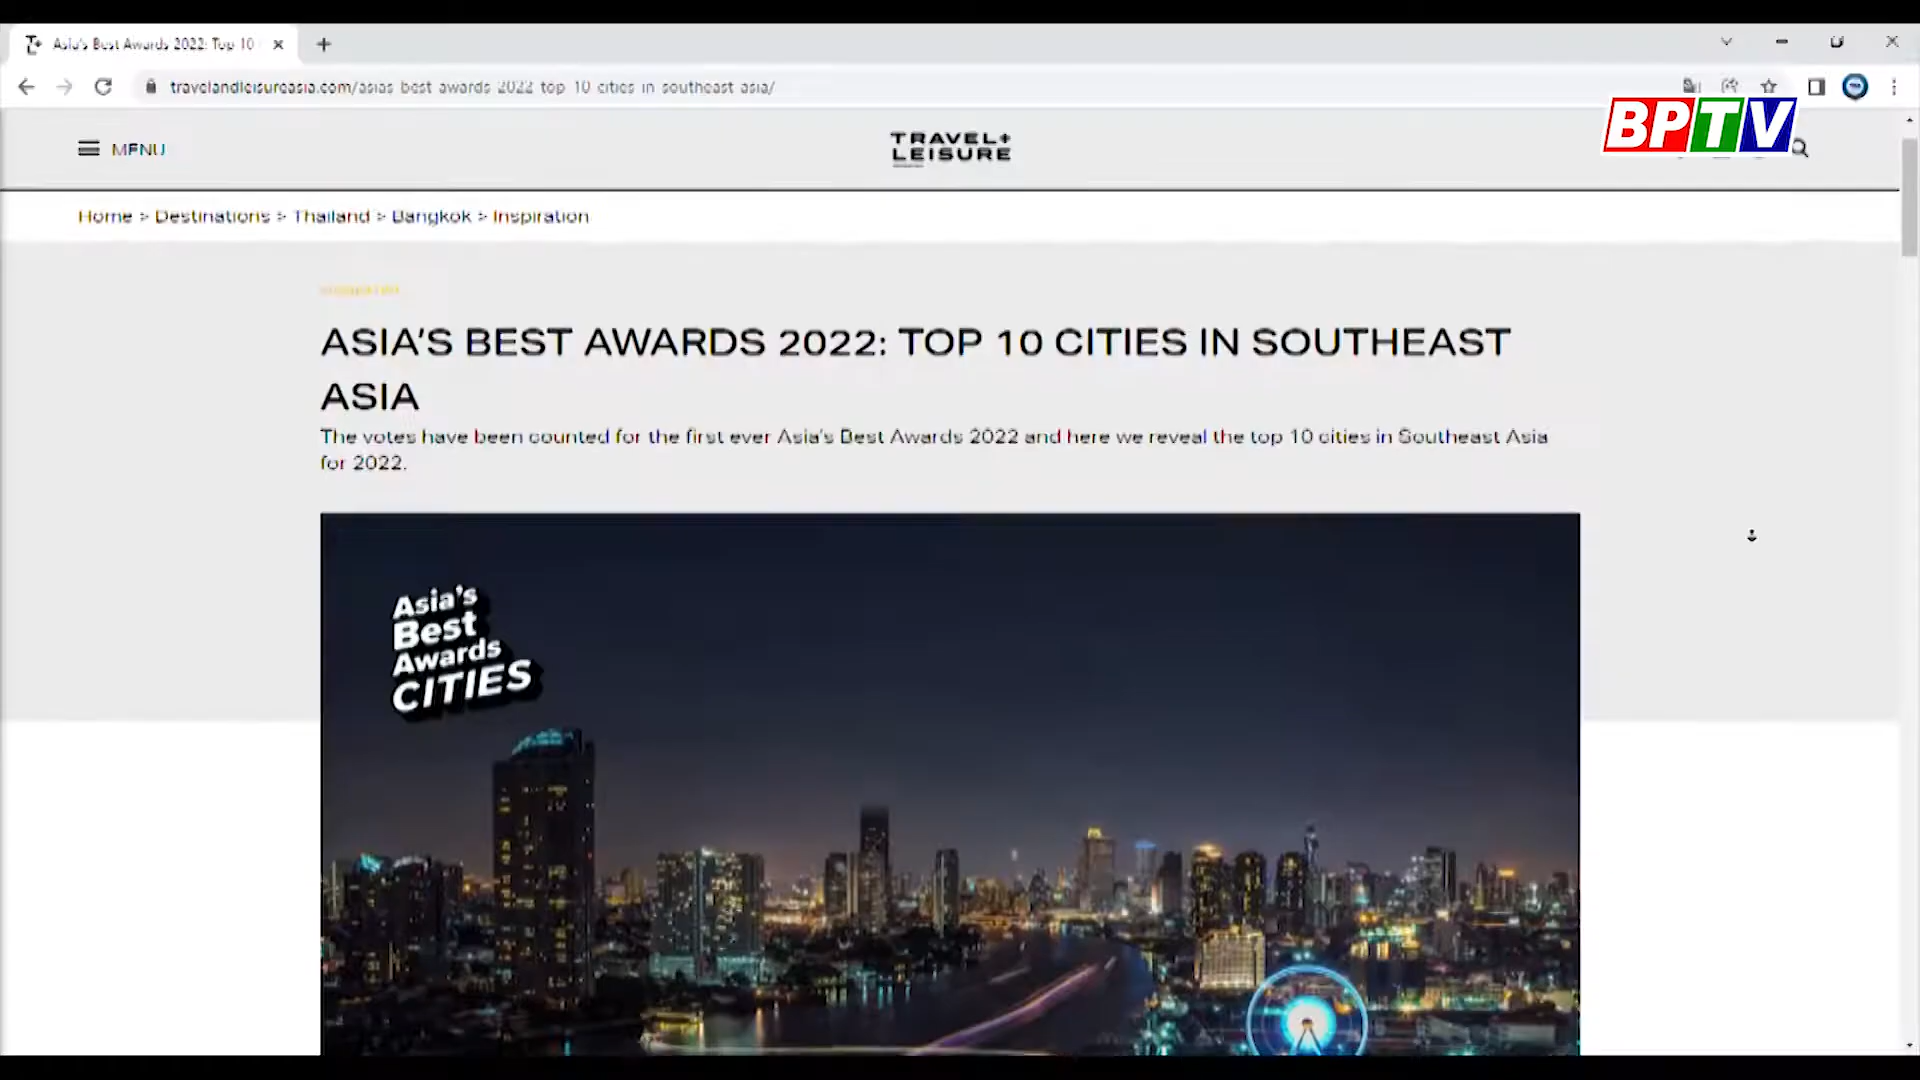 Asia's Best Awards 2022: Top 10
travelandleisureasia.com/asias-best-awards-2022-top-10-cities-in-southeast-asia/
BPTV
MENU
TRAVEL+
LEISURE
Home > Destinations > Thailand > Bangkok > Inspiration
ASIA'S BEST AWARDS 2022: TOP 10 CITIES IN SOUTHEAST
ASIA
The votes have been counted for the first ever Asia's Best Awards 2022 and here we reveal the top 10 cities in Southeast Asia
for 2022.
Asia's
Best
Awards
CITIES